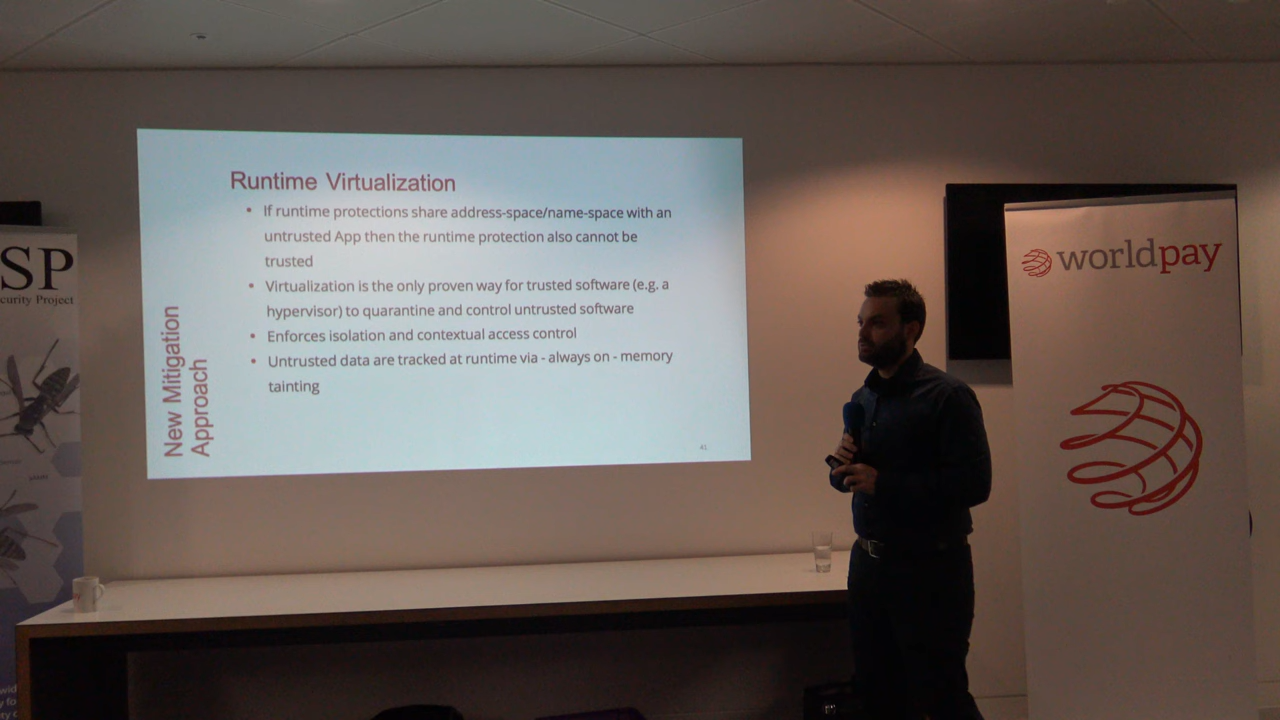 Runtime Virtualization
• If runtime protections share address-space/name-space with an
untrusted App then the runtime protection also cannot be
trusted
• Virtualization is the only proven way for trusted software (e.g. a
hypervisor) to quarantine and control untrusted software
• Enforces isolation and contextual access control
• Untrusted data are tracked at runtime via - always on - memory
tainting
New Mitigation
Approach
41
SP
curity Project
worldpay